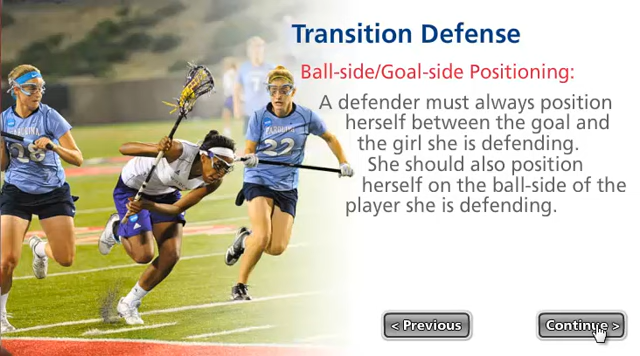 Transition Defense
Ball-side/Goal-side Positioning:
A defender must always position
herself between the goal and
the girl she is defending.
She should also position
herself on the ball-side of the
player she is defending.
CAROLINA
22
< Previous
Continue >